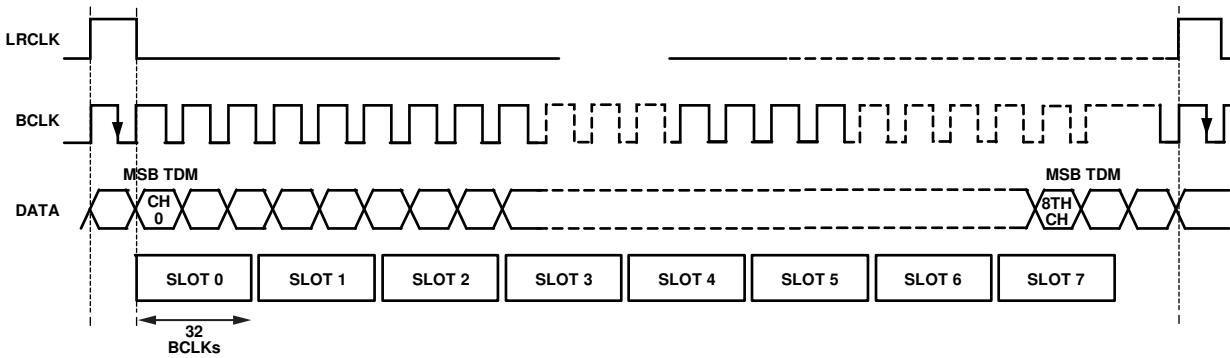 LRCLK
BCLK
MSB TDM
MSB TDM
DATA
CH
0
8TH
CH
SLOT 0
SLOT 1
SLOT 2
SLOT 3
SLOT 4
SLOT 5
SLOT 6
SLOT 7
32
BCLKs